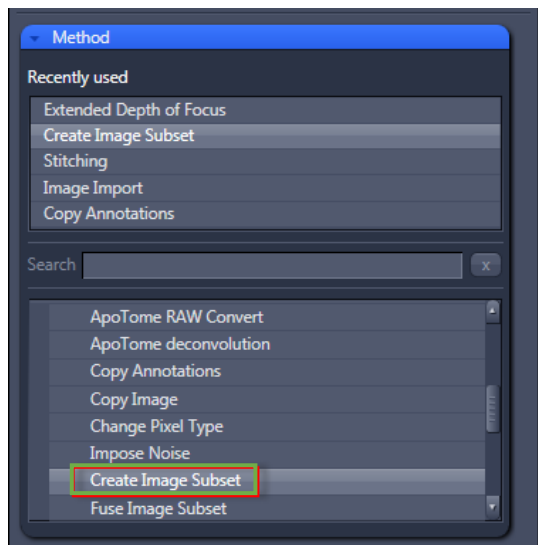 Method
Recently used
Extended Depth of Focus
Create Image Subset
Stitching
Image Import
Copy Annotations
Search x
ApoTome RAW Convert
ApoTome deconvolution
Copy Annotations
Copy Image
Change Pixel Type
Impose Noise
Create Image Subset
Fuse Image Subset